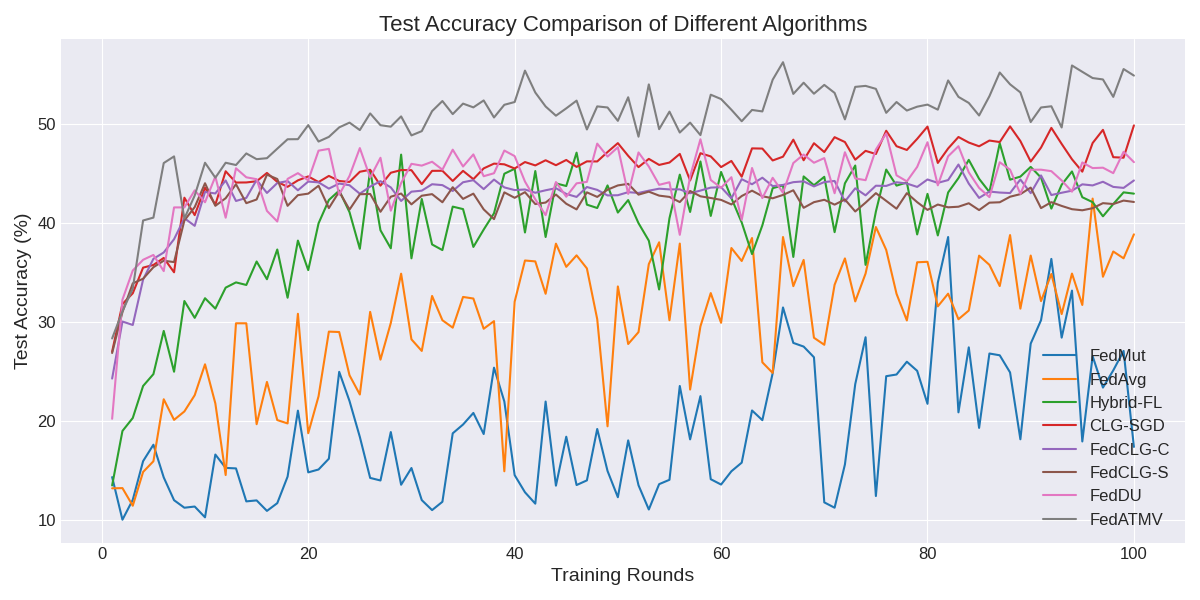 Test Accuracy Comparison of Different Algorithms
Test Accuracy (%)
50
40
30
20
10
0
20
40
60
80
100
Training Rounds
FedMut
FedAvg
Hybrid-FL
CLG-SGD
FedCLG-C
FedCLG-S
FedDU
FedATMV